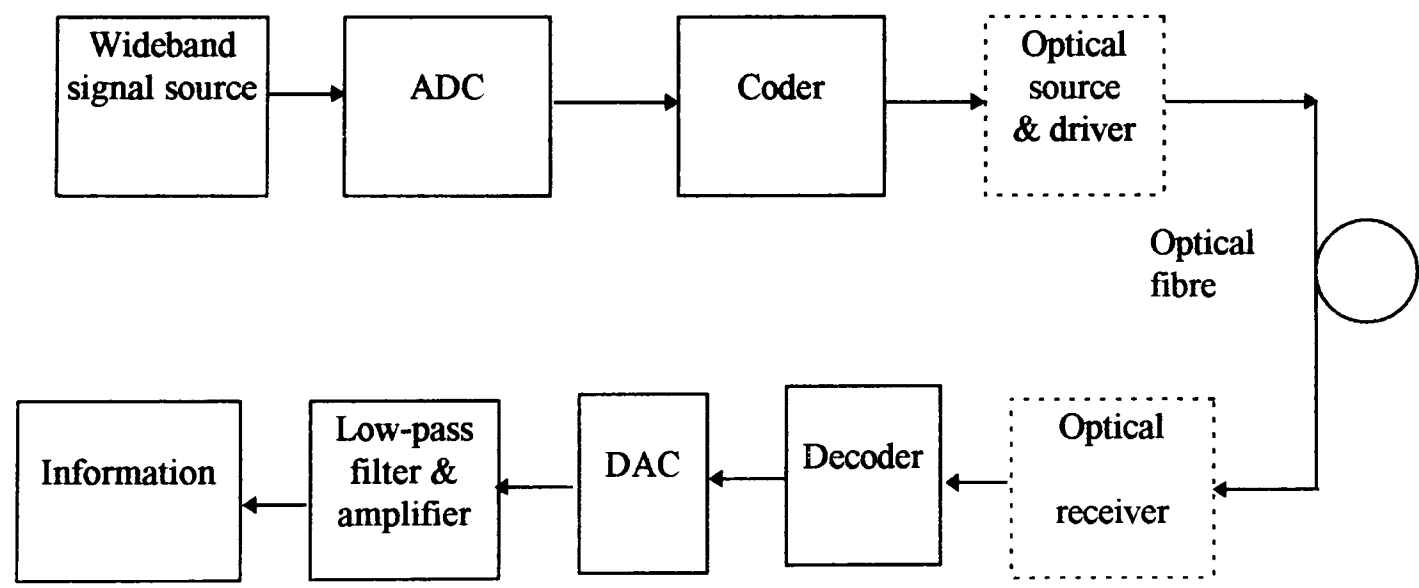 Wideband
signal source
ADC
Coder
Optical
source
& driver
Optical
fibre
Information
Low-pass
filter &
amplifier
DAC
Decoder
Optical
receiver